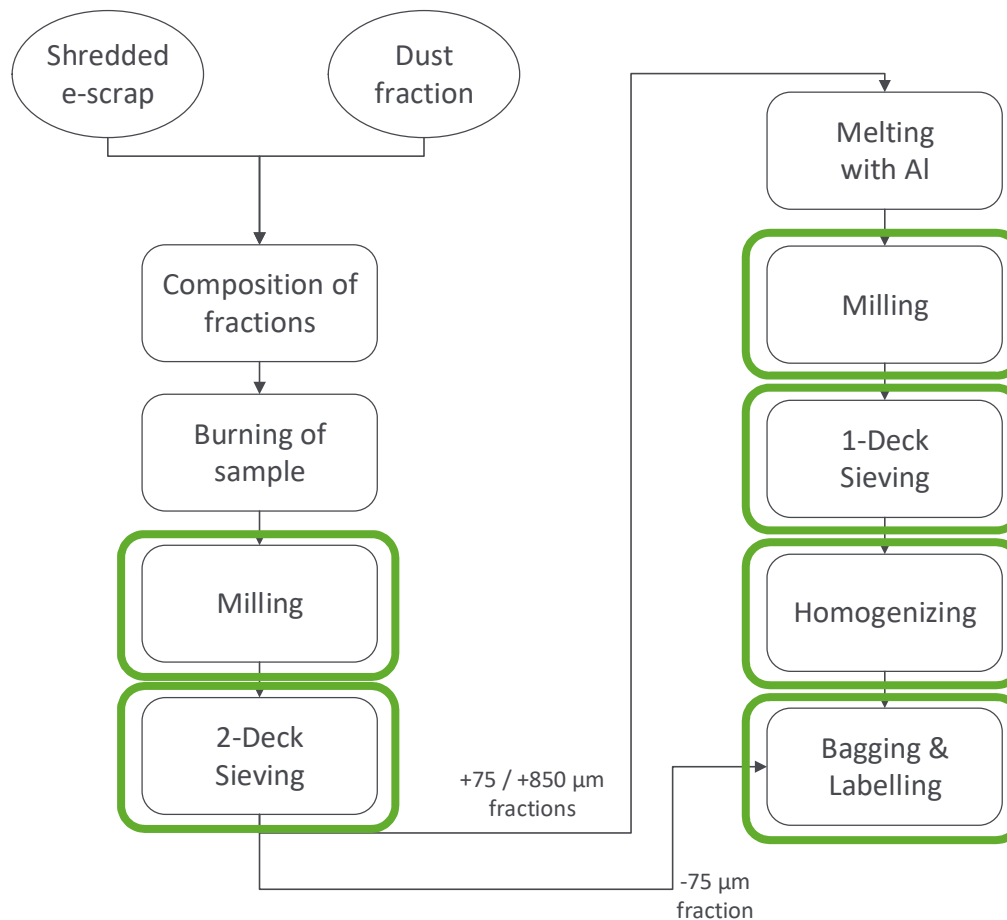 Shredded
e-scrap
Dust
fraction
Composition of
fractions
Burning of
sample
Milling
2-Deck
Sieving
+75 / +850 µm
fractions
-75 µm
fraction
Melting
with Al
Milling
1-Deck
Sieving
Homogenizing
Bagging &
Labelling